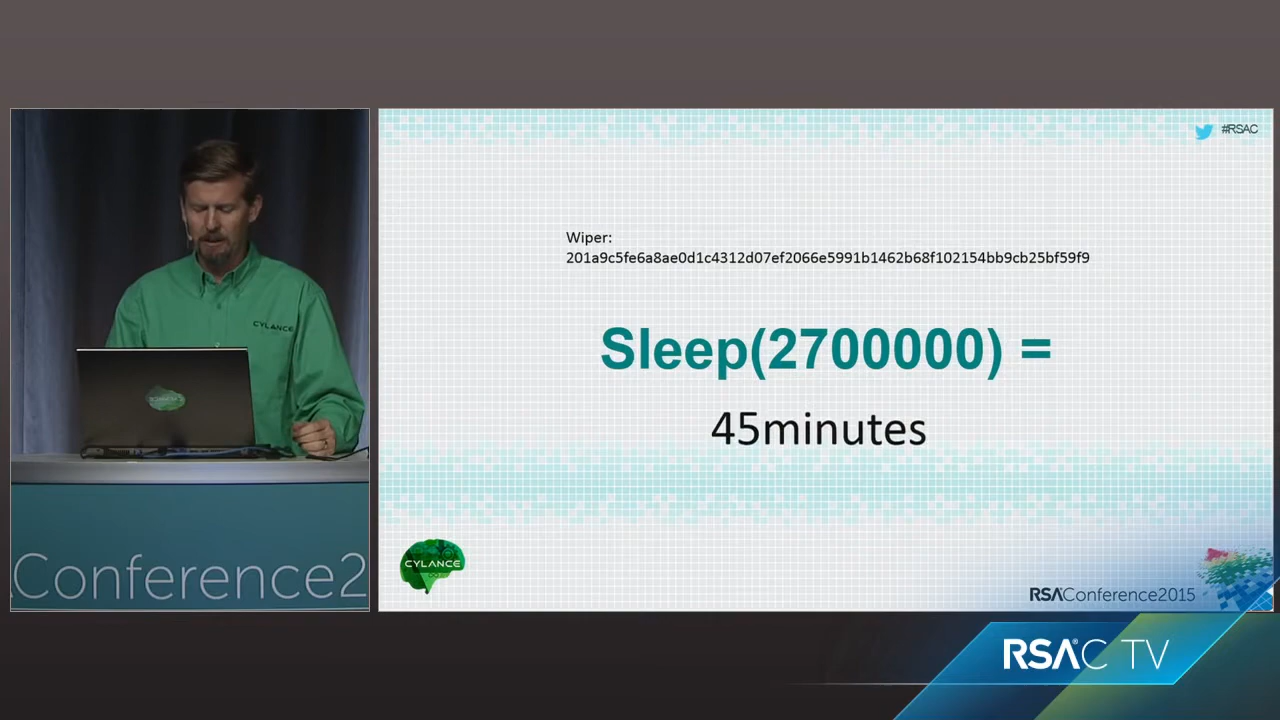 #RSAC
Wiper:
201a9c5fe6a8ae0d1c4312d07ef2066e5991b1462b68f102154bb9cb25bf59f9
Sleep(2700000) =
45minutes
CYLANCE
CYLANCE
Conference2
RSAConference2015
RSAC TV